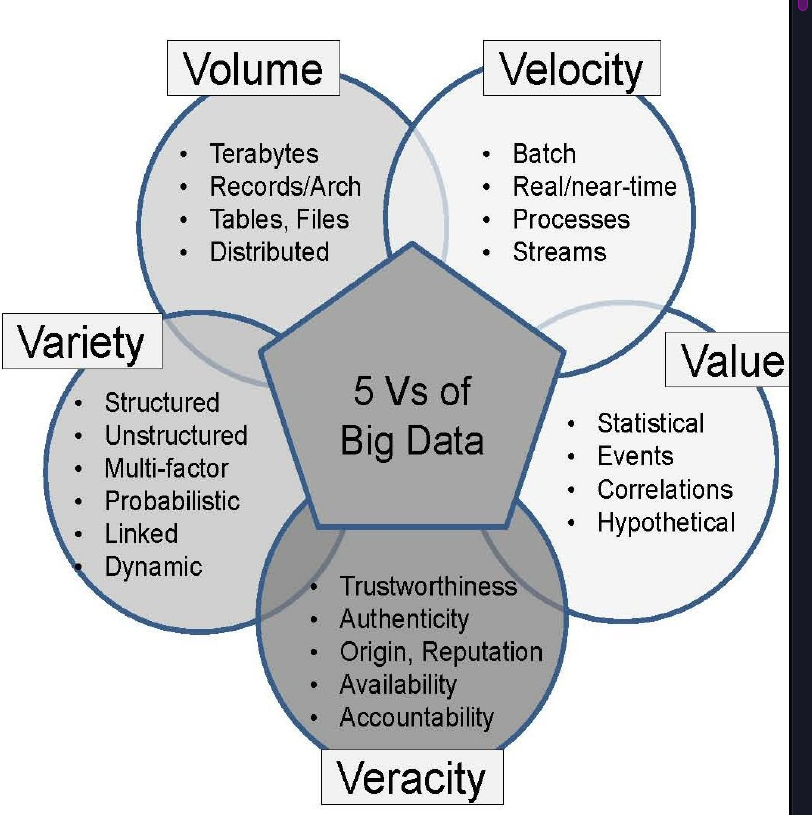 Volume
• Terabytes
• Records/Arch
• Tables, Files
• Distributed
Velocity
• Batch
• Real/near-time
• Processes
• Streams
Variety
• Structured
• Unstructured
• Multi-factor
• Probabilistic
• Linked
• Dynamic
5 Vs of
Big Data
Value
• Statistical
• Events
• Correlations
• Hypothetical
• Trustworthiness
• Authenticity
• Origin, Reputation
• Availability
• Accountability
Veracity